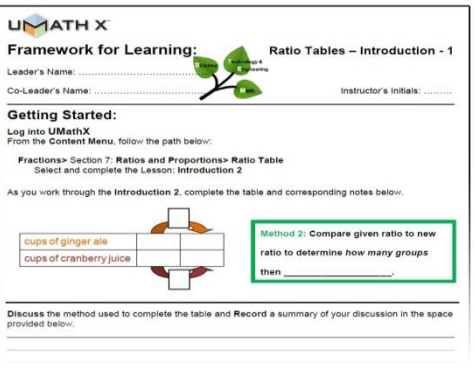 UMATH X
Framework for Learning:
Science Technology & Engineering Math
Ratio Tables – Introduction - 1
Leader's Name: ……………………………
Co-Leader's Name: ………………………
Instructor's Initials: ………
Getting Started:
Log into UMathX
From the Content Menu, follow the path below:
Fractions> Section 7: Ratios and Proportions> Ratio Table
Select and complete the Lesson: Introduction 2
As you work through the Introduction 2, complete the table and corresponding notes below.
cups of ginger ale
cups of cranberry juice
Method 2: Compare given ratio to new
ratio to determine how many groups
then ________________.
Discuss the method used to complete the table and Record a summary of your discussion in the space
provided below.